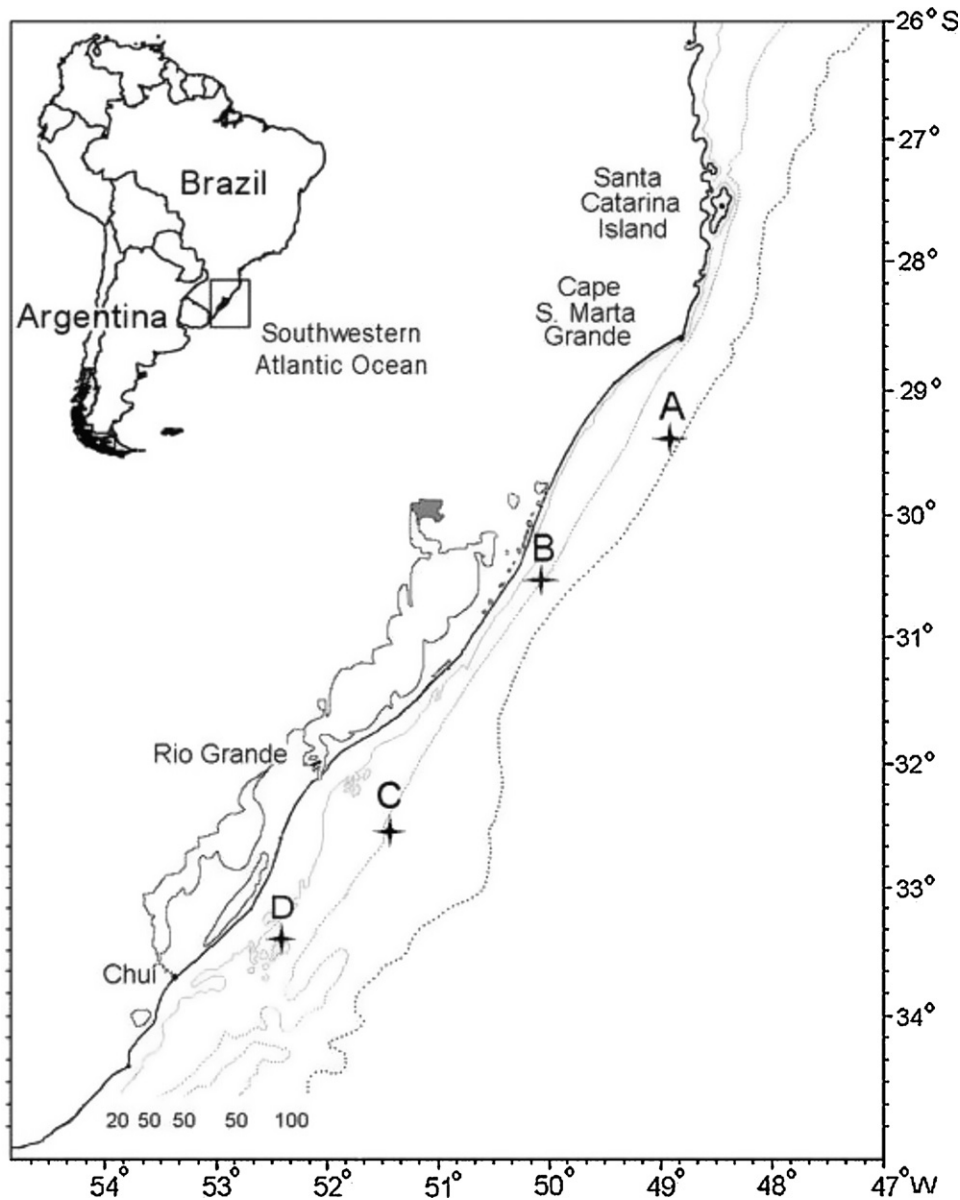 26° S
27°
28°
29°
30°
31°
32°
33°
34°
Brazil
Argentina
Southwestern
Atlantic Ocean
Santa
Catarina
Island
Cape
S. Marta
Grande
A
B
Rio Grande
C
D
Chuí
20 50 50 50 100
54° 53° 52° 51° 50° 49° 48° 47° W